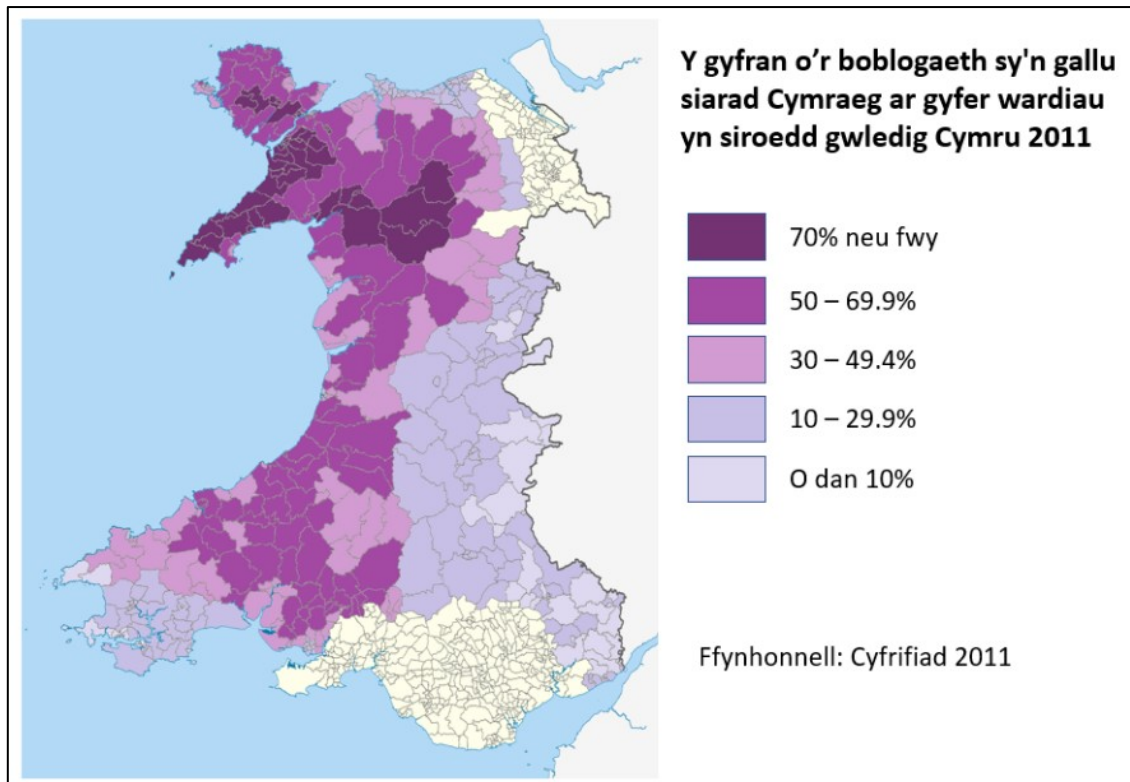 Y gyfran o’r boblogaeth sy'n gallu
siarad Cymraeg ar gyfer wardiau
yn siroedd gwledig Cymru 2011
70% neu fwy
50 – 69.9%
30 – 49.4%
10 – 29.9%
O dan 10%
Ffynhonnell: Cyfrifiad 2011